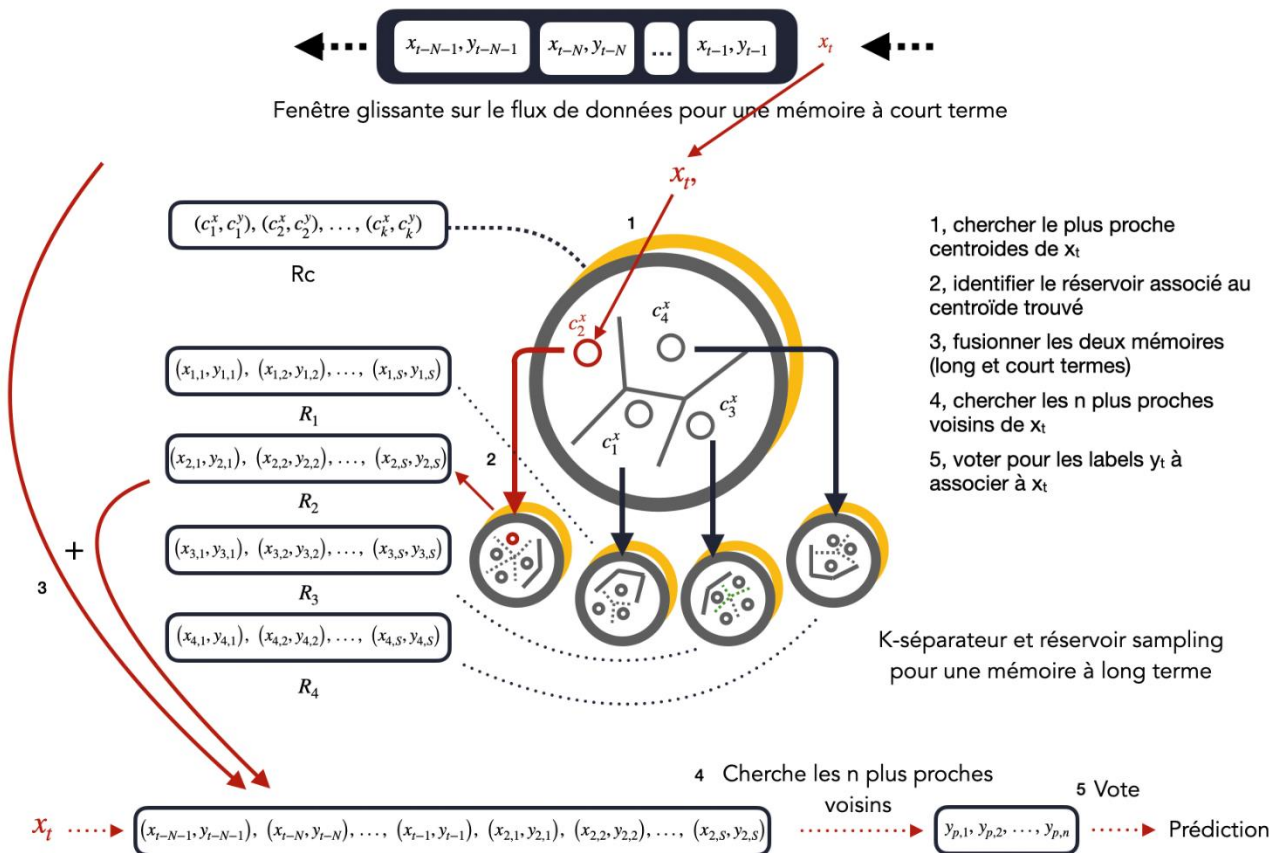 x_{t−N−1}, y_{t−N−1} x_{t−N}, y_{t−N} ... x_{t−1}, y_{t−1} x_t
Fenêtre glissante sur le flux de données pour une mémoire à court terme
x_t,
(c_1^x, c_1^y), (c_2^x, c_2^y), . . . , (c_k^x, c_k^y)
Rc
1
c_2^x
c_4^x
c_1^x
c_3^x
1, chercher le plus proche
centroides de x_t
2, identifier le réservoir associé au
centroïde trouvé
3, fusionner les deux mémoires
(long et court termes)
4, chercher les n plus proches
voisins de x_t
5, voter pour les labels y_t à
associer à x_t
(x_{1,1}, y_{1,1}), (x_{1,2}, y_{1,2}), . . . , (x_{1,S}, y_{1,S})
R_1
(x_{2,1}, y_{2,1}), (x_{2,2}, y_{2,2}), . . . , (x_{2,S}, y_{2,S})
2
R_2
(x_{3,1}, y_{3,1}), (x_{3,2}, y_{3,2}), . . . , (x_{3,S}, y_{3,S})
R_3
(x_{4,1}, y_{4,1}), (x_{4,2}, y_{4,2}), . . . , (x_{4,S}, y_{4,S})
R_4
+
3
K-séparateur et réservoir sampling
pour une mémoire à long terme
4 Cherche les n plus proches
voisins
5 Vote
x_t
(x_{t−N−1}, y_{t−N−1}), (x_{t−N}, y_{t−N}), . . . , (x_{t−1}, y_{t−1}), (x_{2,1}, y_{2,1}), (x_{2,2}, y_{2,2}), . . . , (x_{2,S}, y_{2,S})
y_{p,1}, y_{p,2}, . . . , y_{p,n}
Prédiction